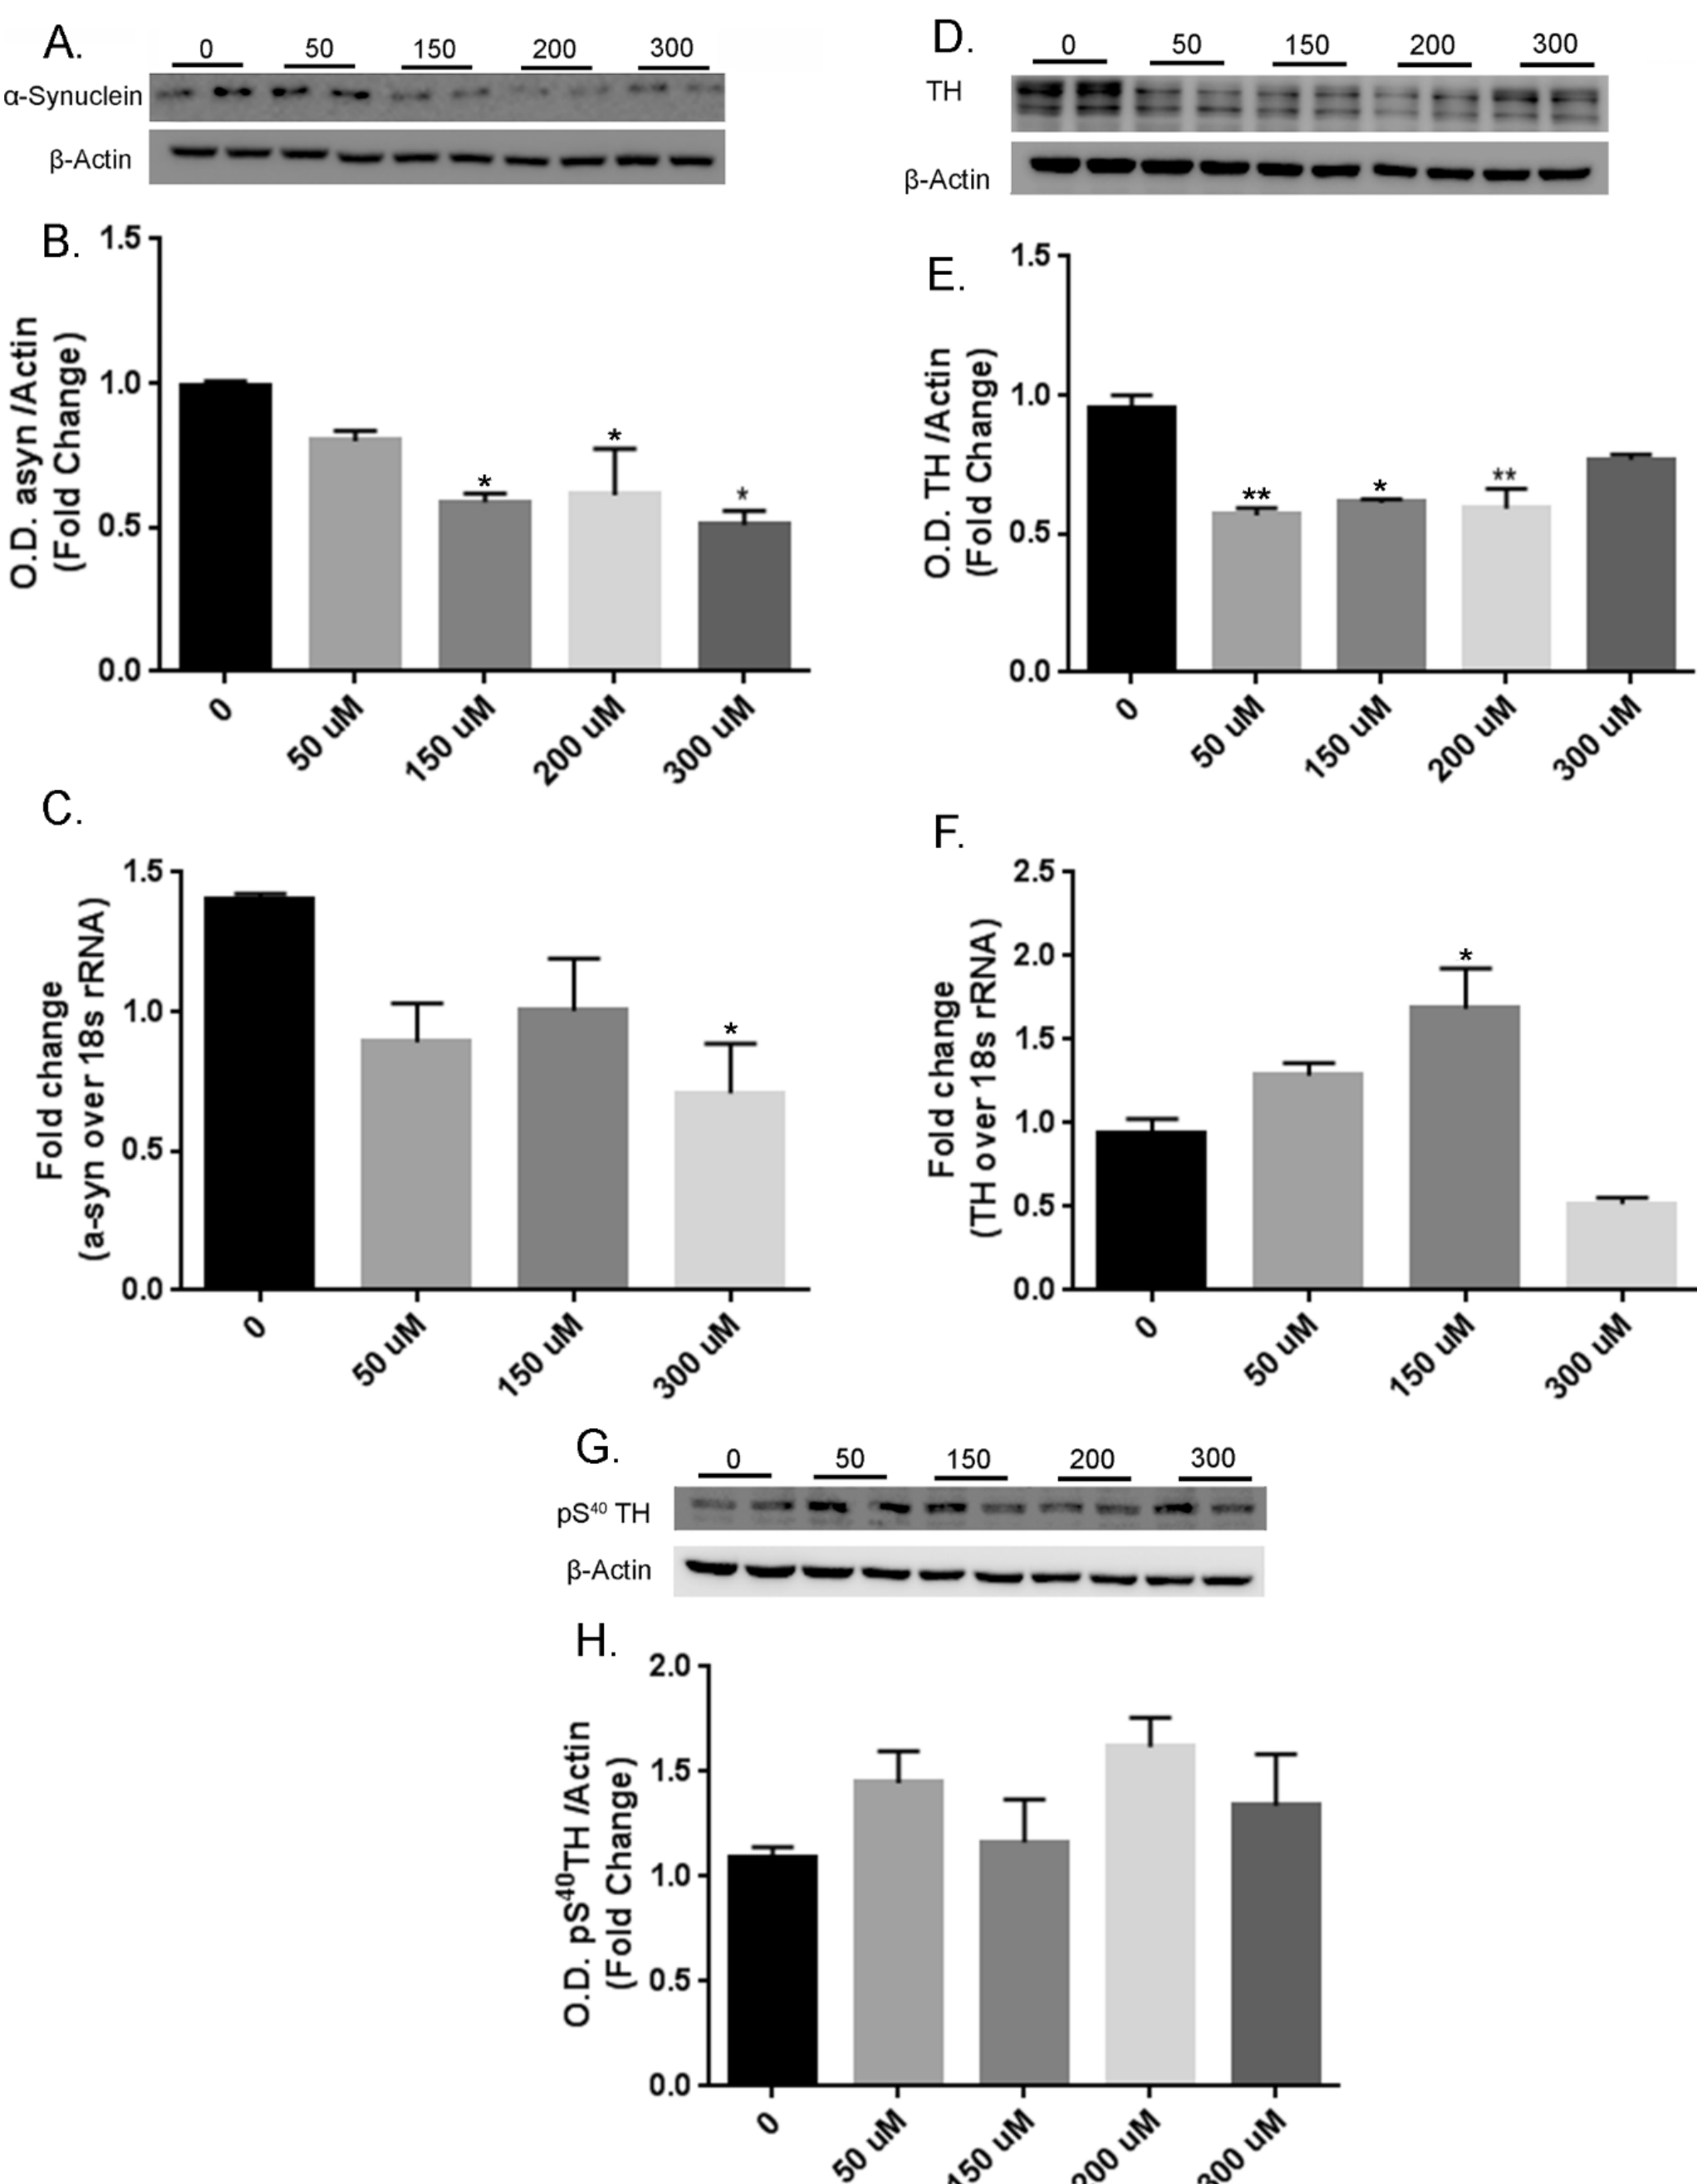 A.
0 50 150 200 300
α-Synuclein
β-Actin
B.
O.D. asyn /Actin
(Fold Change)
1.5
1.0
0.5
0.0
* * *
0 50 uM 150 uM 200 uM 300 uM
C.
Fold change
(a-syn over 18s rRNA)
1.5
1.0
0.5
0.0
*
0 50 uM 150 uM 300 uM
D.
0 50 150 200 300
TH
β-Actin
E.
O.D. TH /Actin
(Fold Change)
1.5
1.0
0.5
0.0
** * **
0 50 uM 150 uM 200 uM 300 uM
F.
Fold change
(TH over 18s rRNA)
2.5
2.0
1.5
1.0
0.5
0.0
*
0 50 uM 150 uM 300 uM
G.
0 50 150 200 300
pS⁴⁰ TH
β-Actin
H.
O.D. pS⁴⁰TH /Actin
(Fold Change)
2.0
1.5
1.0
0.5
0.0
0 50 uM 150 uM 200 uM 300 uM